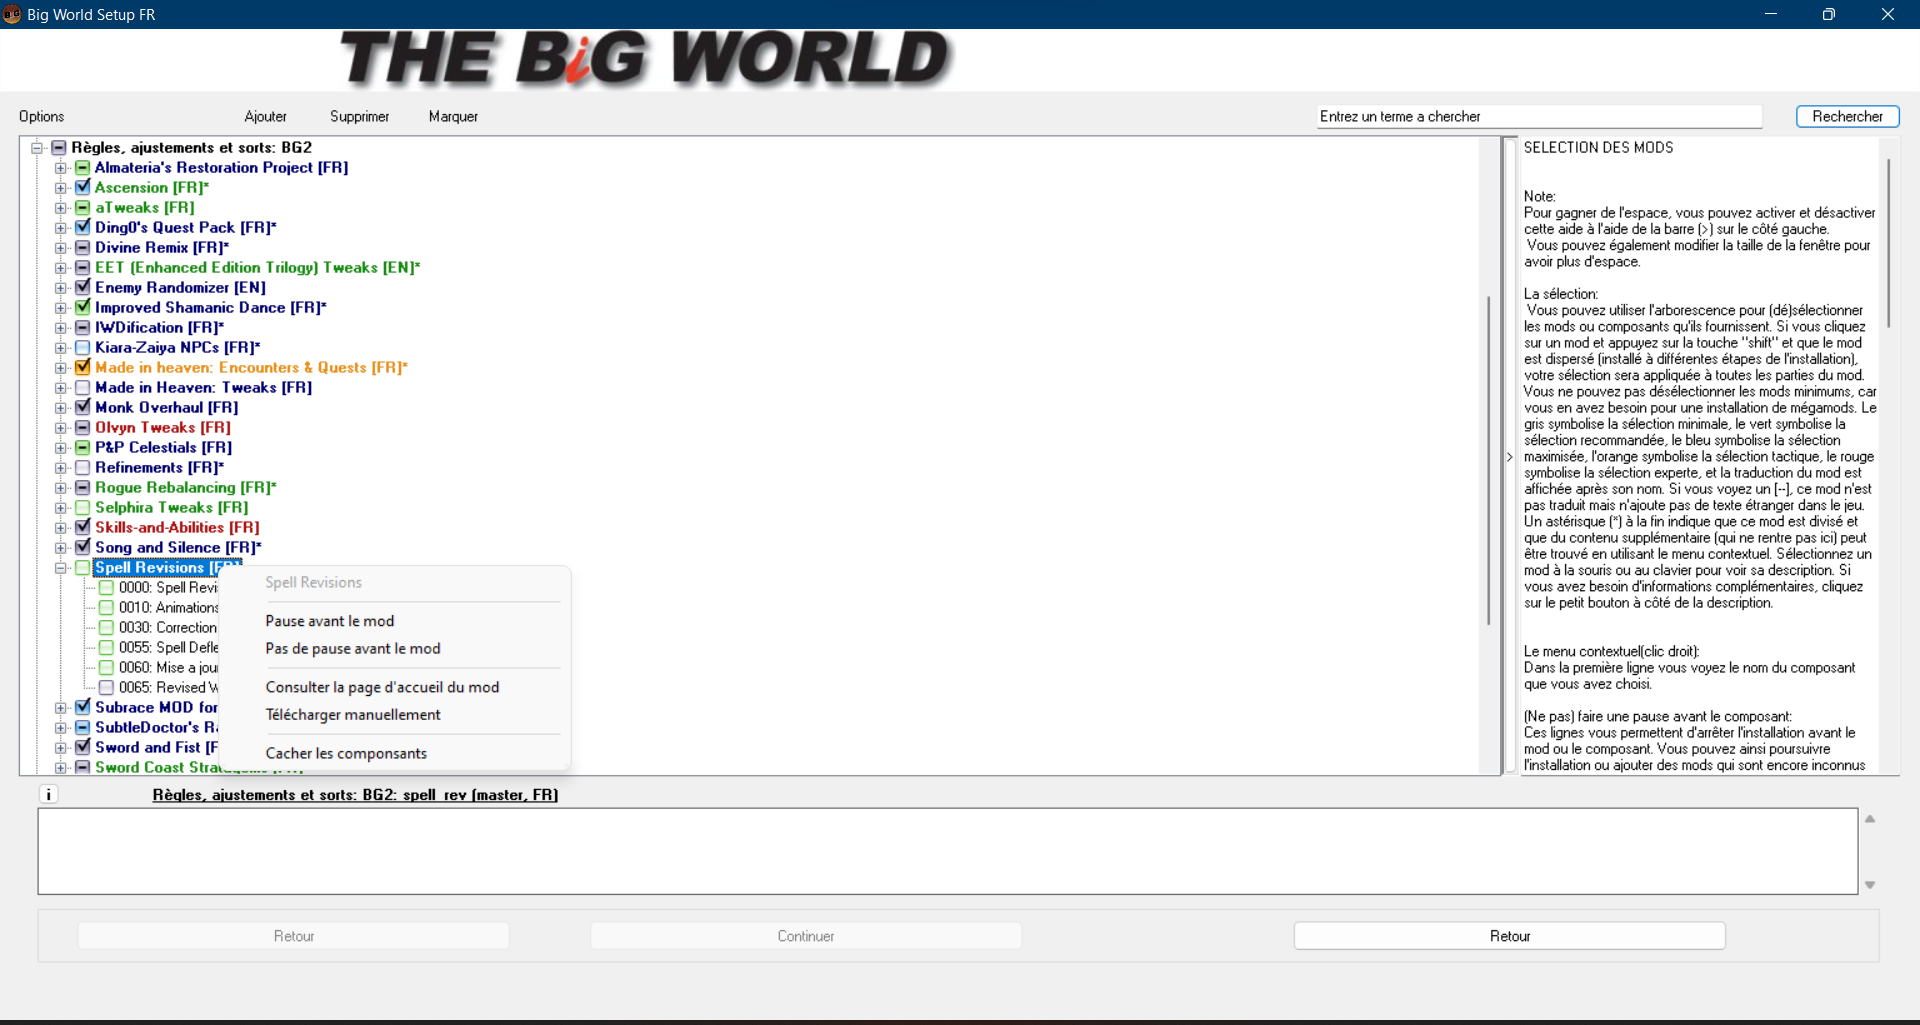 Big World Setup FR
THE BiG WORLD
Options
Ajouter
Supprimer
Marquer
Entrez un terme a chercher
Rechercher
Règles, ajustements et sorts: BG2
Almateria's Restoration Project [FR]
Ascension [FR]*
aTweaks [FR]
Ding0's Quest Pack [FR]*
Divine Remix [FR]*
EET (Enhanced Edition Trilogy) Tweaks [EN]*
Enemy Randomizer [EN]
Improved Shamanic Dance [FR]*
IWDification [FR]*
Kiara-Zaiya NPCs [FR]*
Made in heaven: Encounters & Quests [FR]*
Made in Heaven: Tweaks [FR]
Monk Overhaul [FR]
Olvyn Tweaks [FR]
P&P Celestials [FR]
Refinements [FR]*
Rogue Rebalancing [FR]*
Selphira Tweaks [FR]
Skills-and-Abilities [FR]
Song and Silence [FR]*
Spell Revisions [FR]
0000: Spell Revi
0010: Animations
0030: Correction
0055: Spell Defle
0060: Mise a jou
0065: Revised
Subrace MOD for
SubtleDoctor's
Sword and Fist
Sword Coast
Spell Revisions
Pause avant le mod
Pas de pause avant le mod
Consulter la page d'accueil du mod
Télécharger manuellement
Cacher les componsants
>
SELECTION DES MODS
Note:
Pour gagner de l'espace, vous pouvez activer et désactiver
cette aide à l'aide de la barre (>) sur le côté gauche.
Vous pouvez également modifier la taille de la fenêtre pour
avoir plus d'espace.
La sélection:
Vous pouvez utiliser l'arborescence pour (dé)sélectionner
les mods ou composants qu'ils fournissent. Si vous cliquez
sur un mod et appuyez sur la touche "shift" et que le mod
est dispersé (installé à différentes étapes de l'installation),
votre sélection sera appliquée à toutes les parties du mod.
Vous ne pouvez pas désélectionner les mods minimums, car
vous en avez besoin pour une installation de mégamods. Le
gris symbolise la sélection minimale, le vert symbolise la
sélection recommandée, le bleu symbolise la sélection
maximisée, l'orange symbolise la sélection tactique, le rouge
symbolise la sélection experte, et la traduction du mod est
affichée après son nom. Si vous voyez un [--], ce mod n'est
pas traduit mais n'ajoute pas de texte étranger dans le jeu.
Un astérisque (*) à la fin indique que ce mod est divisé et
que du contenu supplémentaire (qui ne rentre pas ici) peut
être trouvé en utilisant le menu contextuel. Sélectionnez un
mod à la souris ou au clavier pour voir sa description. Si
vous avez besoin d'informations complémentaires, cliquez
sur le petit bouton à côté de la description.
Le menu contextuel(clic droit):
Dans la première ligne vous voyez le nom du composant
que vous avez choisi.
(Ne pas) faire une pause avant le composant:
Ces lignes vous permettent d'arrêter l'installation avant le
mod ou le composant. Vous pouvez ainsi poursuivre
l'installation ou ajouter des mods qui sont encore inconnus
i
Règles, ajustements et sorts: BG2: spell_rev (master, FR)
Retour
Continuer
Retour